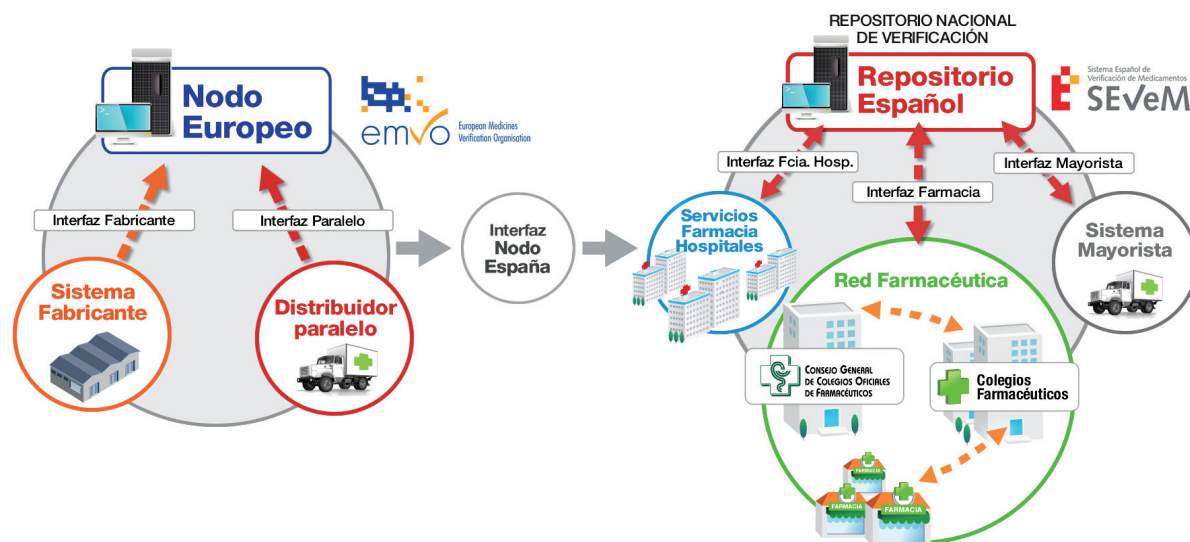 REPOSITORIO NACIONAL
DE VERIFICACIÓN
Nodo
Europeo
emvo
European Medicines
Verification Organisation
Repositorio
Español
Sistema Español de
Verificación de Medicamentos
SEVeM
Interfaz Fabricante
Interfaz Paralelo
Interfaz Fcia. Hosp.
Interfaz Farmacia
Interfaz Mayorista
Sistema
Fabricante
Distribuidor
paralelo
Interfaz
Nodo
España
Servicios
Farmacia
Hospitales
Sistema
Mayorista
Red Farmacéutica
CONSEJO GENERAL
DE COLEGIOS OFICIALES
DE FARMACÉUTICOS
Colegios
Farmacéuticos
FARMACIA
FARMACIA
FARMACIA